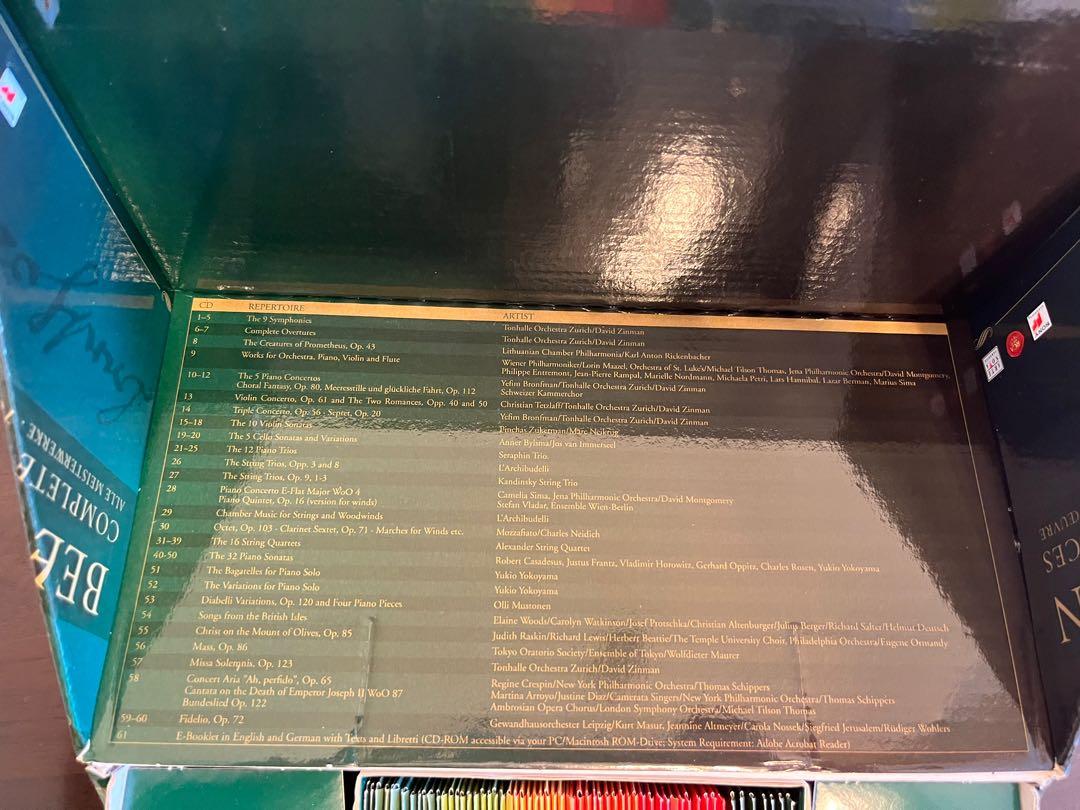 CD REPERTOIRE ARTIST
1–5 The 9 Symphonies Tonhalle Orchestra Zurich/David Zinman
6–7 Complete Overtures Tonhalle Orchestra Zurich/David Zinman
8 The Creatures of Prometheus, Op. 43 Lithuanian Chamber Philharmonia/Karl Anton Rickenbacher
9 Works for Orchestra, Piano, Violin and Flute Wiener Philharmoniker/Lorin Maazel, Orchestra of St. Luke's/Michael Tilson Thomas, Jena Philharmonic Orchestra/David Montgomery,
Philippe Entremont, Jean-Pierre Rampal, Marielle Nordmann, Michaela Petri, Lars Hannibal, Lazar Berman, Marius Sima
10–12 The 5 Piano Concertos Yefim Bronfman/Tonhalle Orchestra Zurich/David Zinman
Choral Fantasy, Op. 80, Meeresstille und glückliche Fahrt, Op. 112 Schweizer Kammerchor
13 Violin Concerto, Op. 61 and The Two Romances, Opp. 40 and 50 Christian Tetzlaff/Tonhalle Orchestra Zurich/David Zinman
14 Triple Concerto, Op. 56 - Septet, Op. 20 Yefim Bronfman/Tonhalle Orchestra Zurich/David Zinman
15–18 The 10 Violin Sonatas Pinchas Zukerman/Marc Neikrug
19–20 The 5 Cello Sonatas and Variations Anner Bylsma/Jos van Immerseel
21–25 The 12 Piano Trios Seraphin Trio.
26 The String Trios, Opp. 3 and 8 L'Archibudelli
27 The String Trios, Op. 9, 1-3 Kandinsky String Trio
28 Piano Concerto E-Flat Major WoO 4 Camelia Sima, Jena Philharmonic Orchestra/David Montgomery
Piano Quintet, Op. 16 (version for winds) Stefan Vladar, Ensemble Wien-Berlin
29 Chamber Music for Strings and Woodwinds L'Archibudelli
30 Octet, Op. 103 - Clarinet Sextet, Op. 71 - Marches for Winds etc. Mozzafiato/Charles Neidich
31–39 The 16 String Quartets Alexander String Quartet
40-50 The 32 Piano Sonatas Robert Casadesus, Justus Frantz, Vladimir Horowitz, Gerhard Oppitz, Charles Rosen, Yukio Yokoyama
51 The Bagatelles for Piano Solo Yukio Yokoyama
52 The Variations for Piano Solo Yukio Yokoyama
53 Diabelli Variations, Op. 120 and Four Piano Pieces Olli Mustonen
54 Songs from the British Isles Elaine Woods/Carolyn Watkinson/Josef Protschka/Christian Altenburger/Julius Berger/Richard Salter/Helmut Deutsch
55 Christ on the Mount of Olives, Op. 85 Judith Raskin/Richard Lewis/Herbert Beattie/The Temple University Choir, Philadelphia Orchestra/Eugene Ormandy
56 Mass, Op. 86 Tokyo Oratorio Society/Ensemble of Tokyo/Wolfdieter Maurer
57 Missa Solemnis, Op. 123 Tonhalle Orchestra Zurich/David Zinman
58 Concert Aria "Ah, perfido", Op. 65 Regine Crespin/New York Philharmonic Orchestra/Thomas Schippers
Cantata on the Death of Emperor Joseph II WoO 87 Martina Arroyo/Justine Diaz/Camerata Singers/New York Philharmonic Orchestra/Thomas Schippers
Bundeslied Op. 122 Ambrosian Opera Chorus/London Symphony Orchestra/Michael Tilson Thomas
59–60 Fidelio, Op. 72 Gewandhausorchester Leipzig/Kurt Masur, Jeannine Altmeyer/Carola Nossek/Siegfried Jerusalem/Rüdiger Wohlers
61 E-Booklet in English and German with Texts and Libretti (CD-ROM accessible via your PC/Macintosh ROM-Drive; System Requirement: Adobe Acrobat Reader)
COMPLETE
ALLE MEISTERWERKE
SONY
ŒUVRE